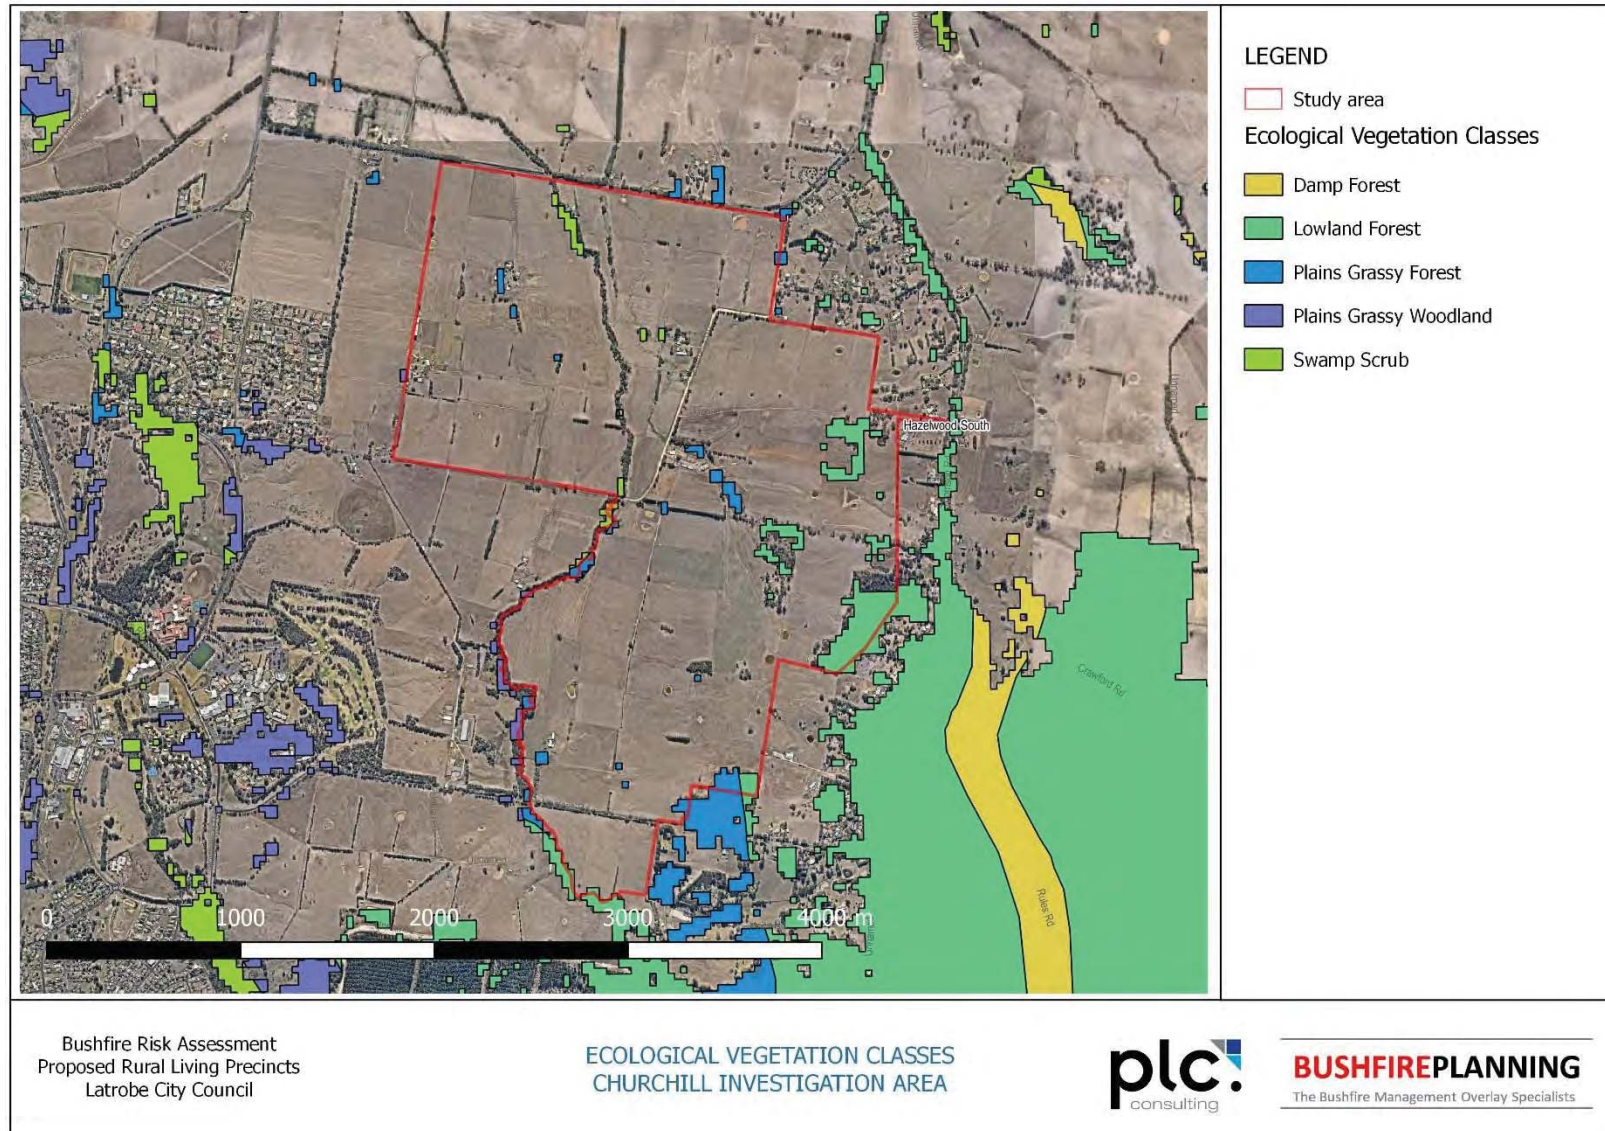 LEGEND
Study area
Ecological Vegetation Classes
Damp Forest
Lowland Forest
Plains Grassy Forest
Plains Grassy Woodland
Swamp Scrub
Hazelwood South
Crawford Rd
Rules Rd
0 1000 2000 3000 4000 m
Bushfire Risk Assessment
Proposed Rural Living Precincts
Latrobe City Council
ECOLOGICAL VEGETATION CLASSES
CHURCHILL INVESTIGATION AREA
plc.
consulting
BUSHFIREPLANNING
The Bushfire Management Overlay Specialists